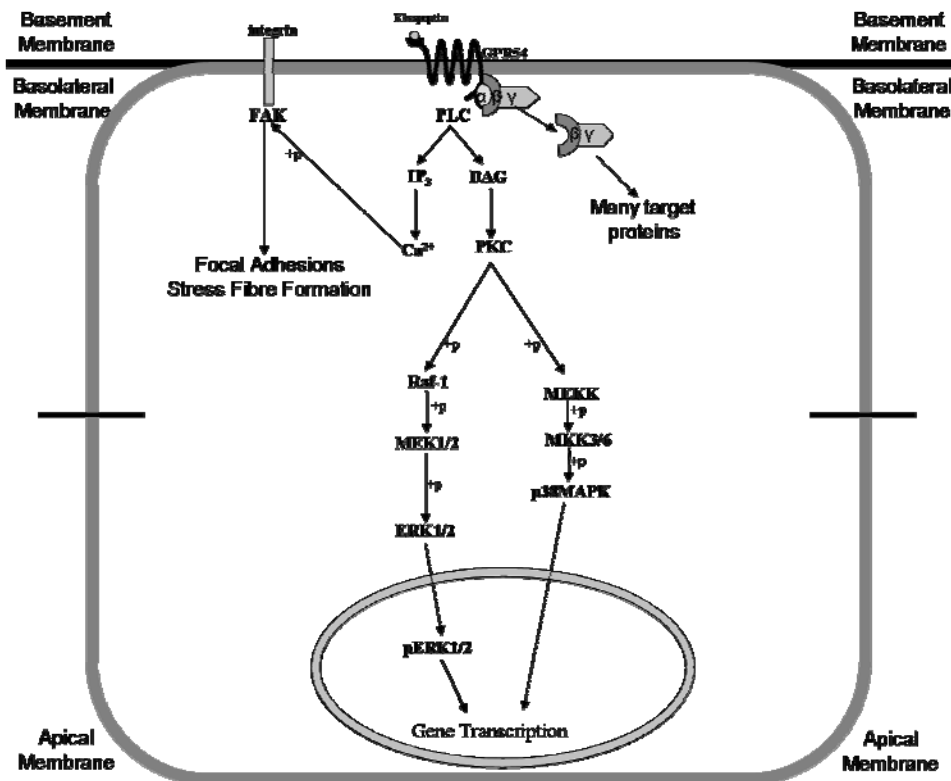 Basement
Membrane
Basolateral
Membrane
integrin
Kisspeptin
GPR54
Basement
Membrane
Basolateral
Membrane
FAK
PLC
α β γ
β γ
+p
IP3
DAG
Many target
proteins
Ca2+
PKC
Focal Adhesions
Stress Fibre Formation
+p
+p
Raf-1
MEKK
+p
+p
MEK1/2
MKK3/6
+p
+p
p38MAPK
ERK1/2
pERK1/2
Gene Transcription
Apical
Membrane
Apical
Membrane